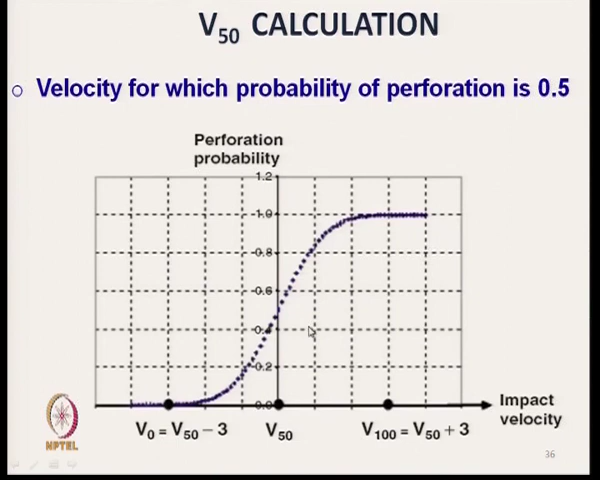 V50 CALCULATION
○ Velocity for which probability of perforation is 0.5
Perforation
probability
1.2
1.0
0.8
0.6
0.4
0.2
0.0
Impact
velocity
V0 = V50 – 3
V50
V100 = V50 + 3
NPTEL
36